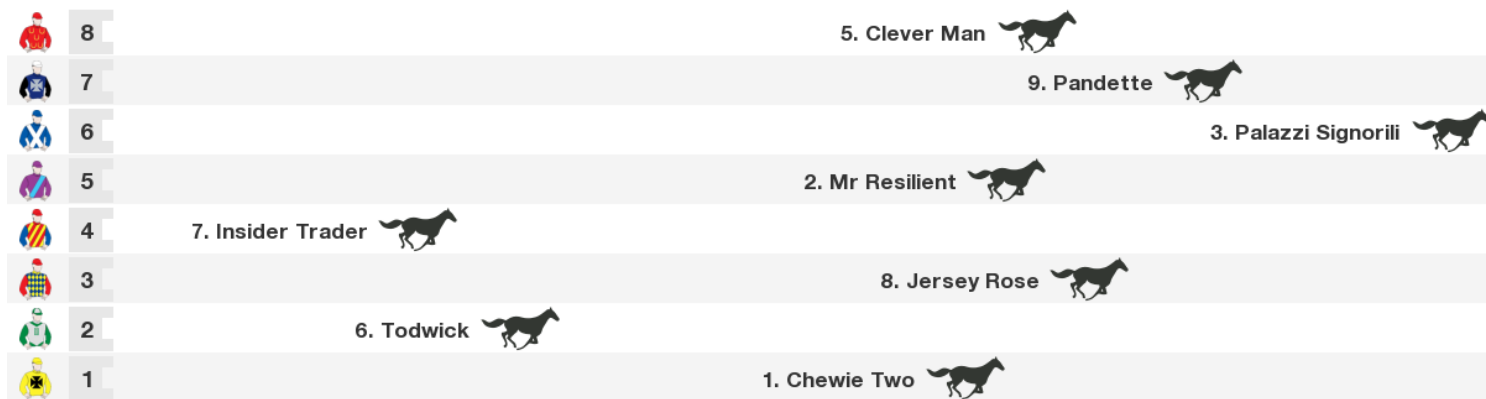 8 5. Clever Man
7 9. Pandette
6 3. Palazzi Signorili
5 2. Mr Resilient
4 7. Insider Trader
3 8. Jersey Rose
2 6. Todwick
1 1. Chewie Two